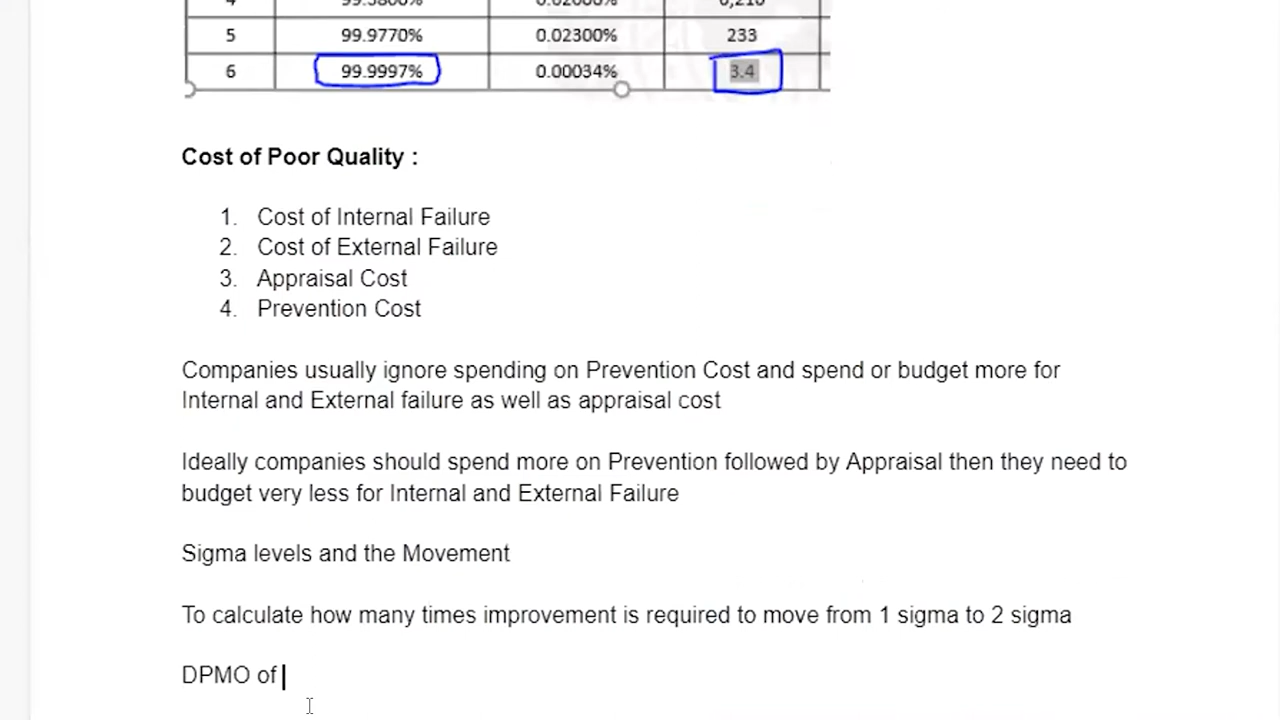 5 99.9770% 0.02300% 233
6 99.9997% 0.00034% 3.4
Cost of Poor Quality :
1. Cost of Internal Failure
2. Cost of External Failure
3. Appraisal Cost
4. Prevention Cost
Companies usually ignore spending on Prevention Cost and spend or budget more for
Internal and External failure as well as appraisal cost
Ideally companies should spend more on Prevention followed by Appraisal then they need to
budget very less for Internal and External Failure
Sigma levels and the Movement
To calculate how many times improvement is required to move from 1 sigma to 2 sigma
DPMO of